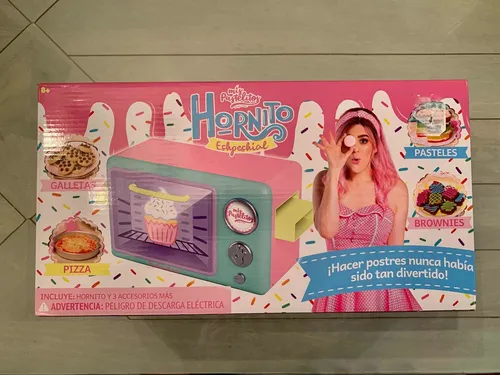 8+
mis
Pastelitos
HORNITO
Eshpeshial
GALLETAS
PIZZA
PASTELES
BROWNIES
¡Hacer postres nunca había
sido tan divertido!
INCLUYE: HORNITO Y 3 ACCESORIOS MÁS
ADVERTENCIA: PELIGRO DE DESCARGA ELÉCTRICA